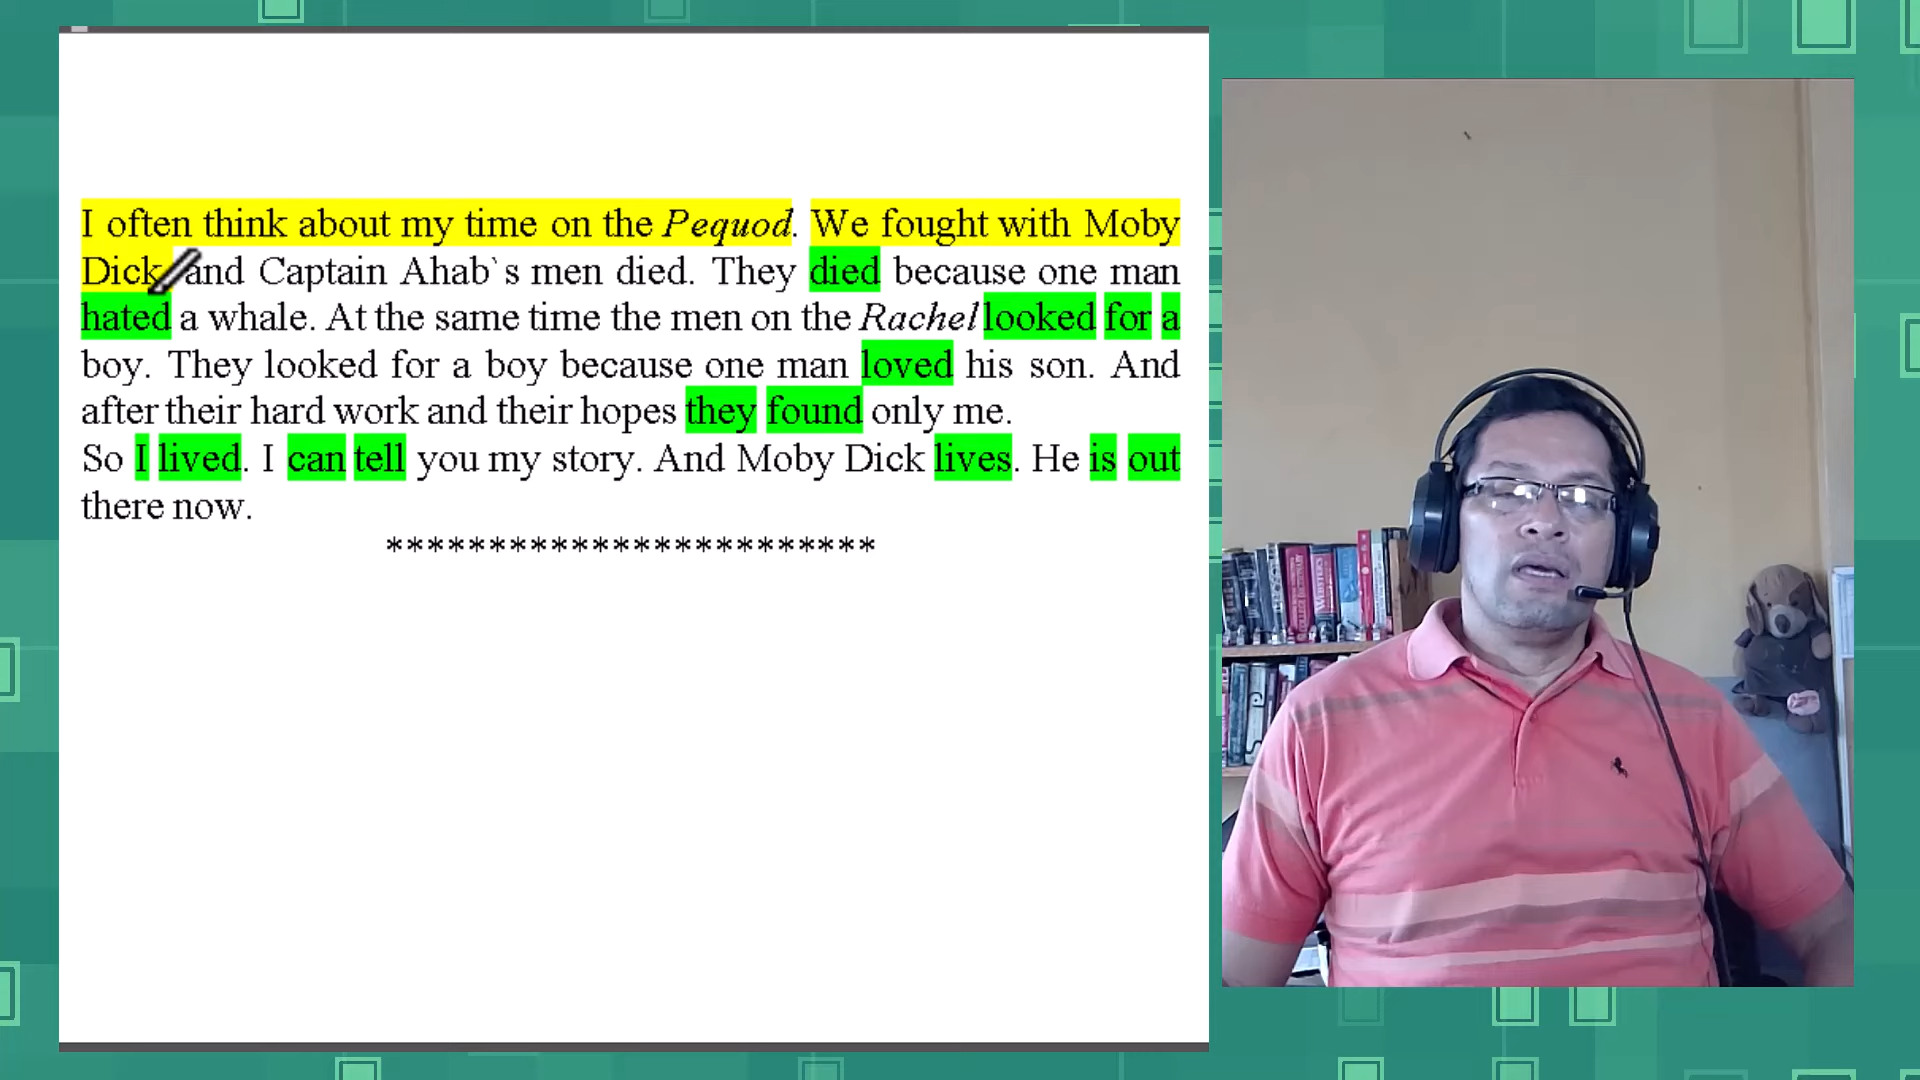 I often think about my time on the Pequod. We fought with Moby
Dick and Captain Ahab`s men died. They died because one man
hated a whale. At the same time the men on the Rachel looked for a
boy. They looked for a boy because one man loved his son. And
after their hard work and their hopes they found only me.
So I lived. I can tell you my story. And Moby Dick lives. He is out
there now.
************************
WEBSTER'S
COLLEGE DICTIONARY